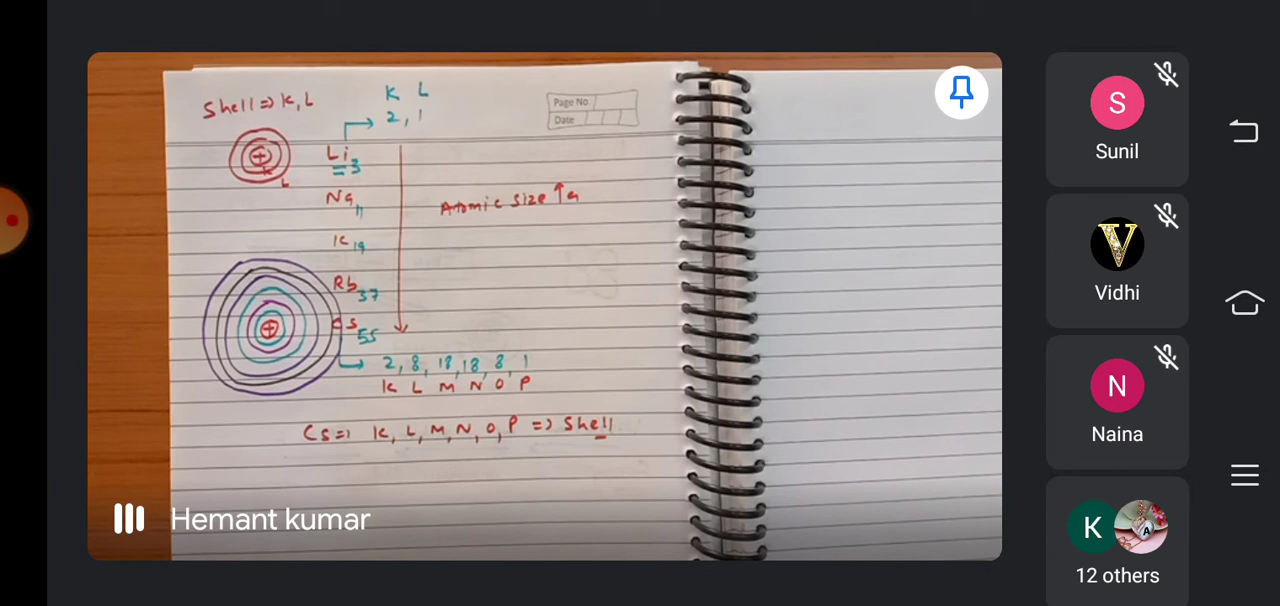 Shell => K, L
K L
2, 1
Page No
Date
+
K
L
Li
=3
Na 11
K 19
Rb 37
Cs 55
Atomic size ↑es
+
2, 8, 18, 18, 8, 1
K L M N O P
Cs => K, L, M, N, O, P => Shell
Hemant kumar
S
Sunil
V
Vidhi
N
Naina
K
A
12 others